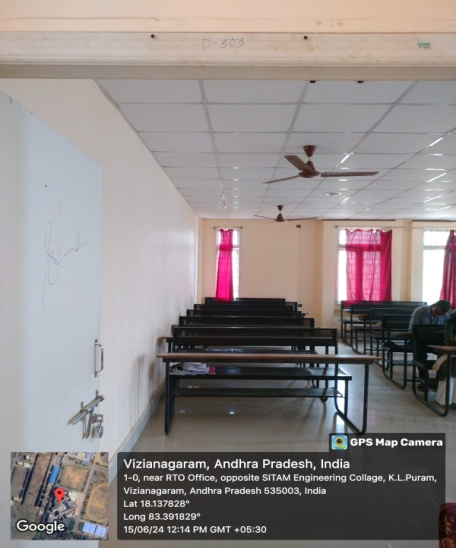 D-303
GPS Map Camera
Vizianagaram, Andhra Pradesh, India
1-0, near RTO Office, opposite SITAM Engineering Collage, K.L.Puram,
Vizianagaram, Andhra Pradesh 535003, India
Lat 18.137828°
Long 83.391829°
15/06/24 12:14 PM GMT +05:30
Google